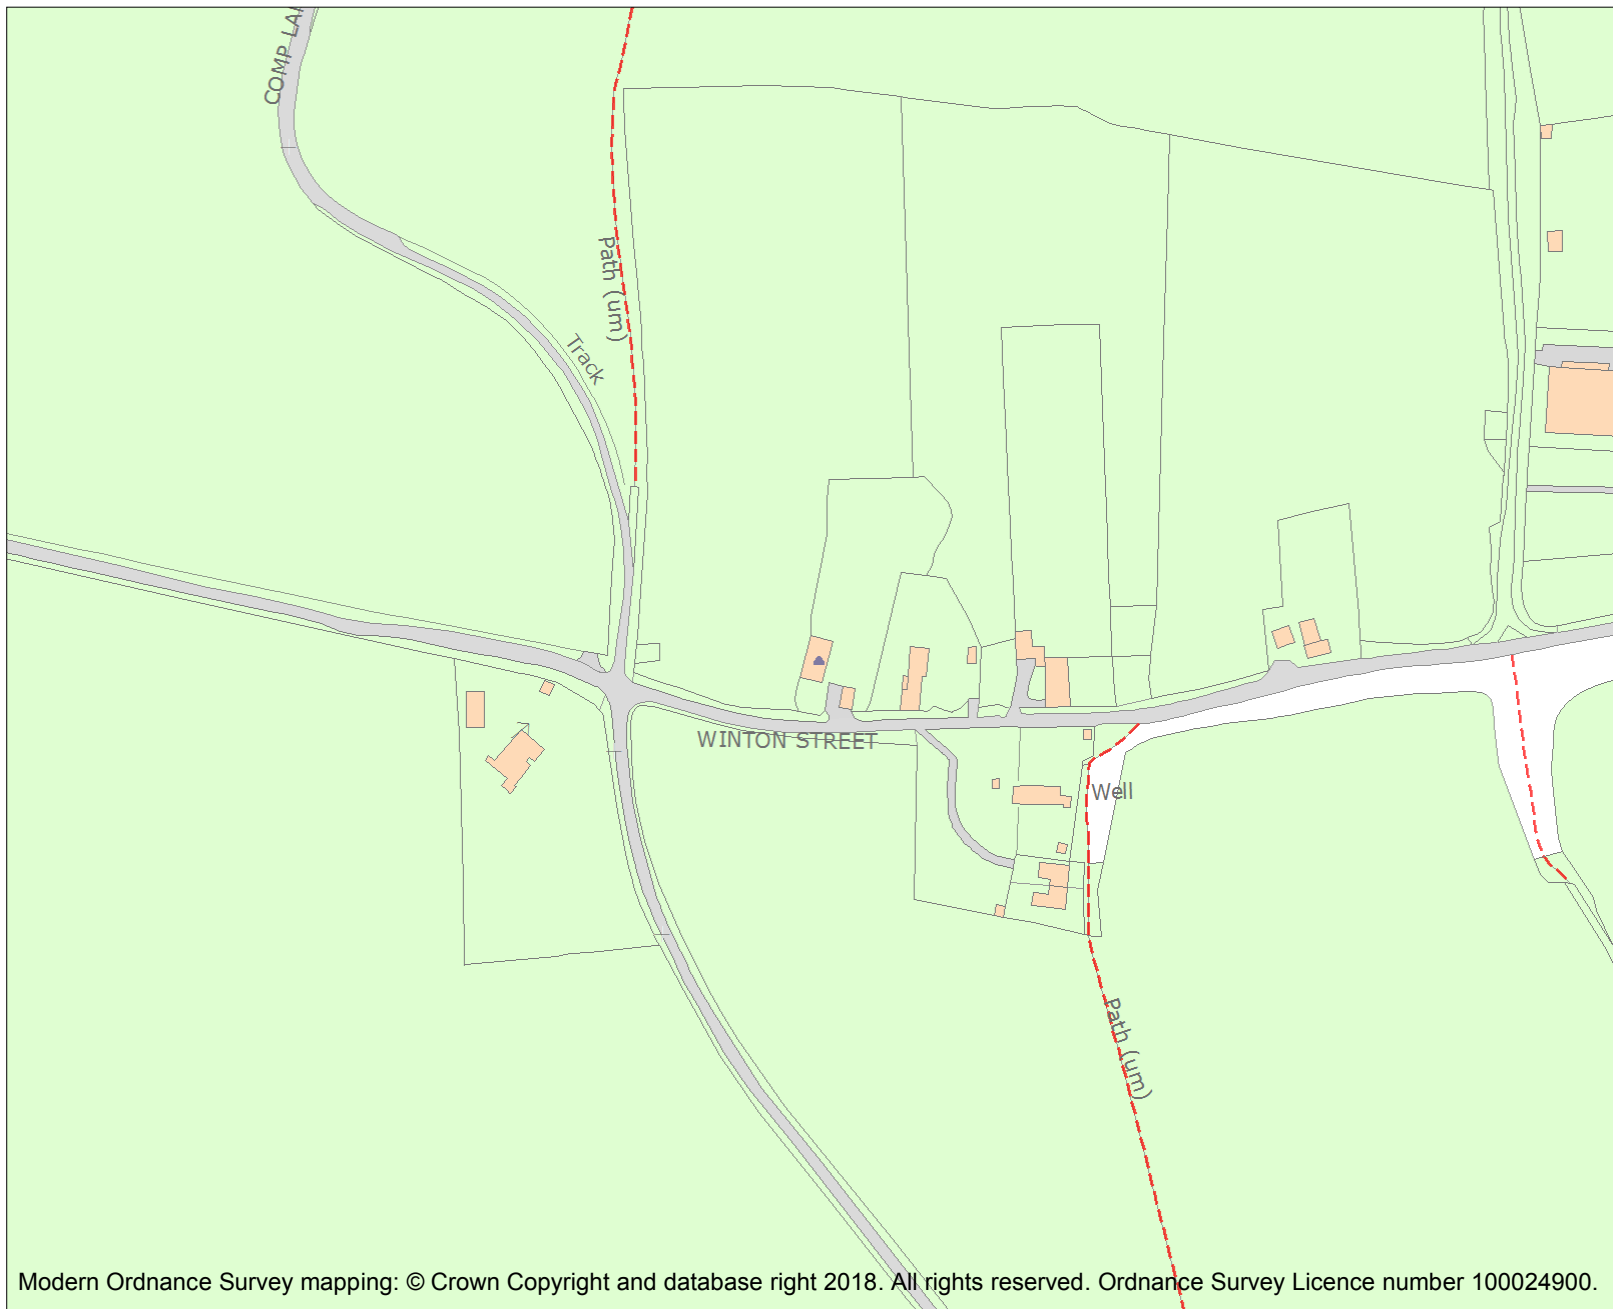 COMP LA
Path (um)
Track
WINTON STREET
Well
Path (um)
Modern Ordnance Survey mapping: © Crown Copyright and database right 2018. All rights reserved. Ordnance Survey Licence number 100024900.